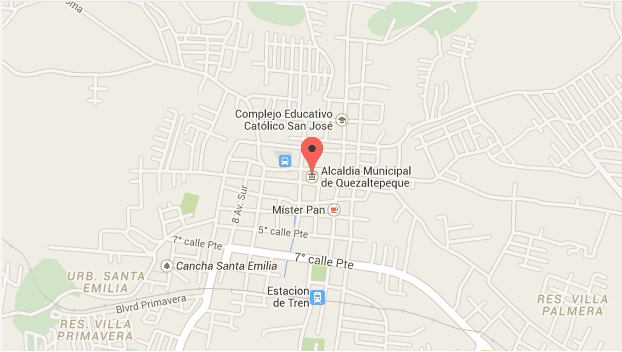 oma
Complejo Educativo
Católico San José
Alcaldia Municipal
de Quezaltepeque
8 Av. Sur
Mister Pan
5° calle Pte
7° calle Pte
7° calle Pte
Cancha Santa Emilia
URB. SANTA
EMILIA
Estacion
de Tren
Blvrd Primavera
RES. VILLA
PRIMAVERA
RES. VILLA
PALMERA